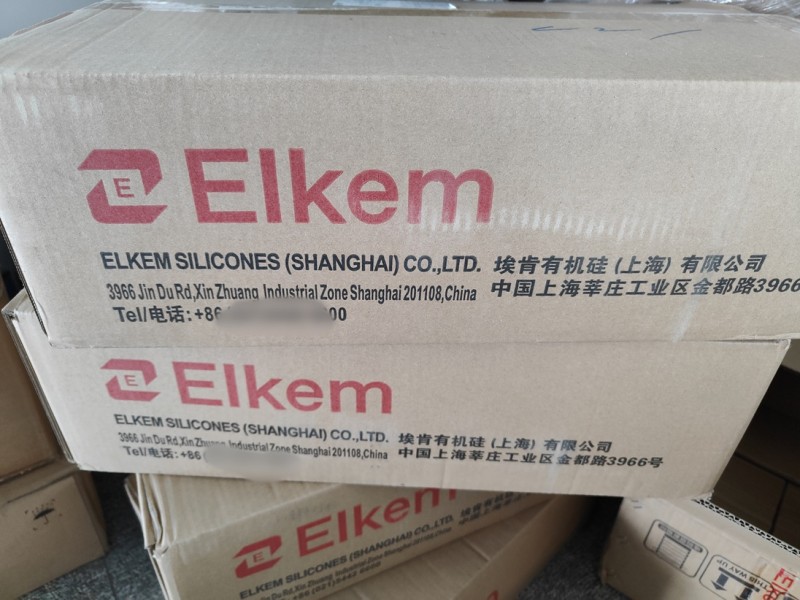 E Elkem
ELKEM SILICONES (SHANGHAI) CO.,LTD. 埃肯有机硅 (上海) 有限公司
3966 Jin Du Rd,Xin Zhuang Industrial Zone Shanghai 201108,China 中国上海莘庄工业区金都路3966
Tel/电话: +86 00
E Elkem
ELKEM SILICONES (SHANGHAI) CO.,LTD. 埃肯有机硅 (上海) 有限公司
3966 Jin Du Rd,Xin Industrial Zone Shanghai 201108,China 中国上海莘庄工业区金都路3966号
Tel/电话: +86
E Elkem
ELKEM SILICONES (SHANGHAI) CO.,LTD.
THIS WAY UP